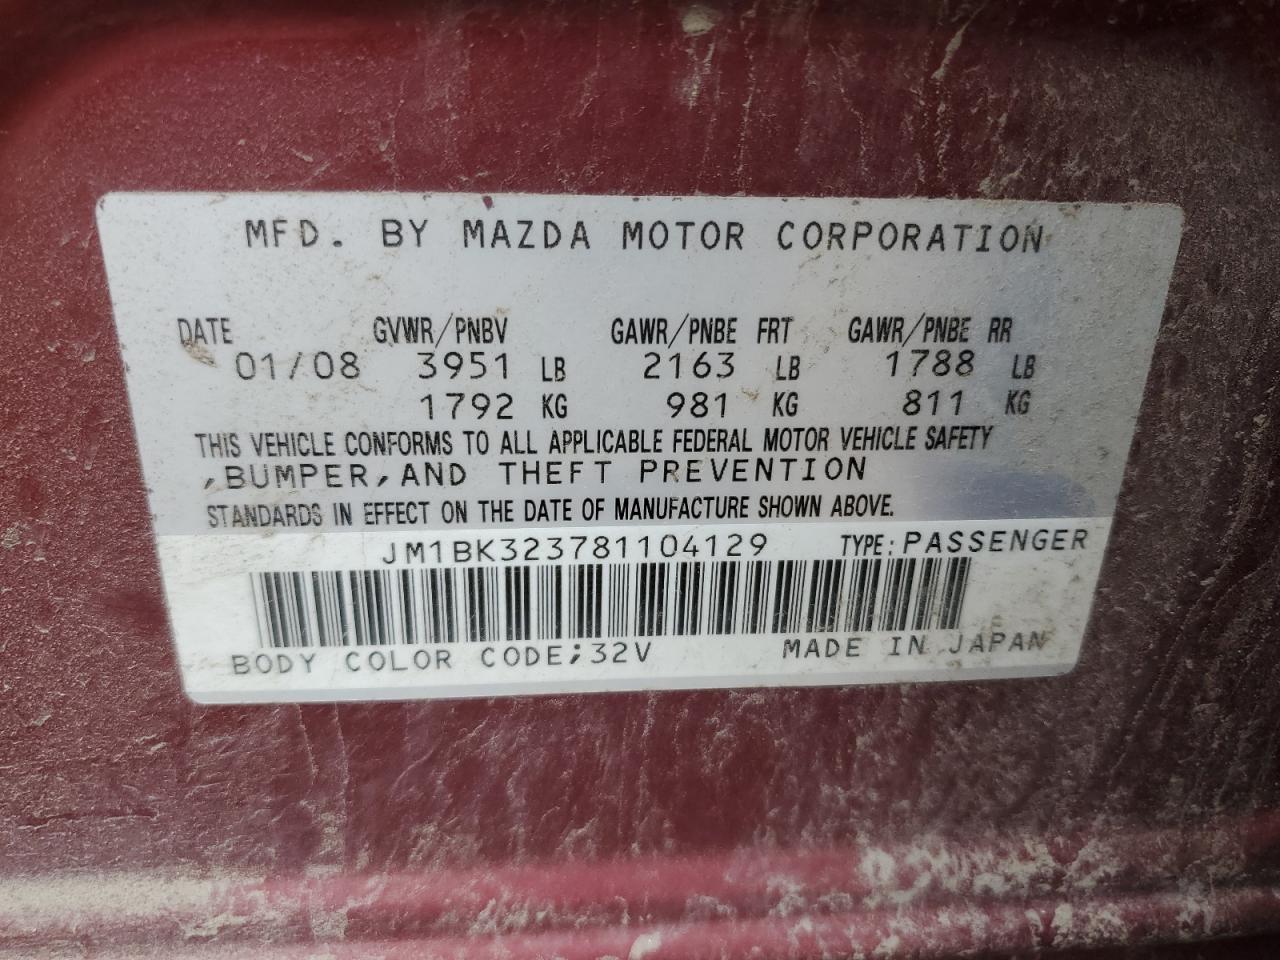 MFD. BY MAZDA MOTOR CORPORATION
DATE GVWR/PNBV GAWR/PNBE FRT GAWR/PNBE RR
01/08 3951 LB 2163 LB 1788 LB
1792 KG 981 KG 811 KG
THIS VEHICLE CONFORMS TO ALL APPLICABLE FEDERAL MOTOR VEHICLE SAFETY
,BUMPER,AND THEFT PREVENTION
STANDARDS IN EFFECT ON THE DATE OF MANUFACTURE SHOWN ABOVE.
JM1BK323781104129 TYPE:PASSENGER
BODY COLOR CODE;32V MADE IN JAPAN